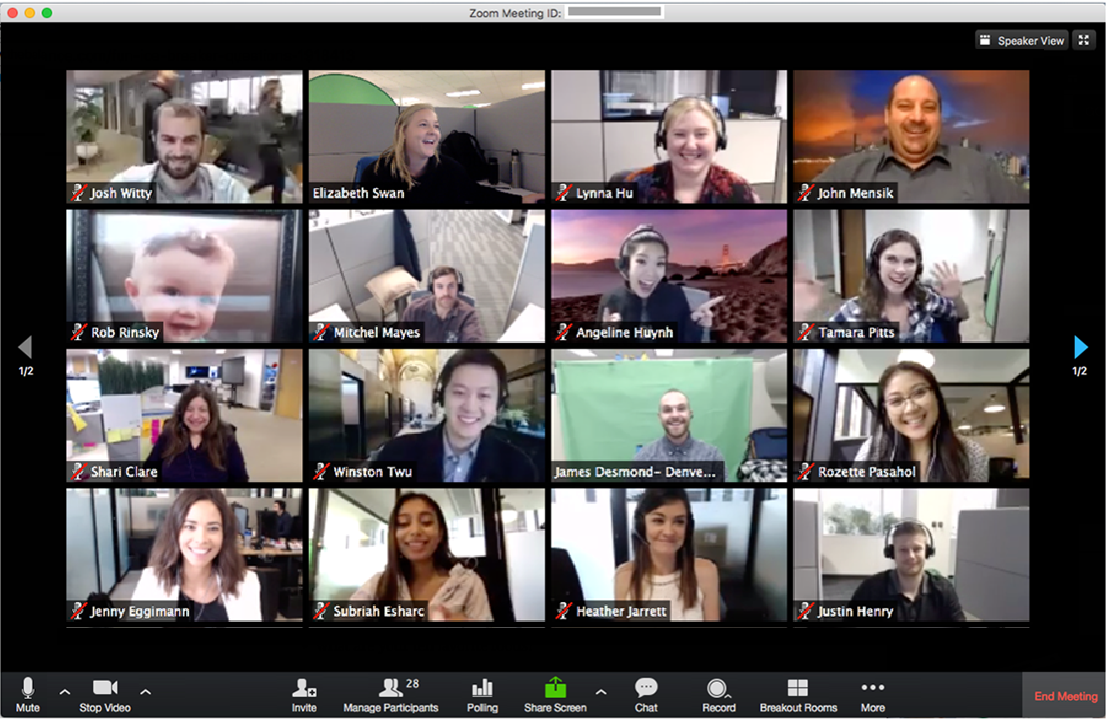 Zoom Meeting ID:
Speaker View
Josh Witty
Elizabeth Swan
Lynna Hu
John Mensik
Rob Rinsky
Mitchel Mayes
Angeline Huynh
Tamara Pitts
1/2
1/2
Shari Clare
Winston Twu
James Desmond- Denve...
Rozette Pasahol
Jenny Eggimann
Subriah Esharc
Heather Jarrett
Justin Henry
28
Mute
Stop Video
Invite
Manage Participants
Polling
Share Screen
Chat
Record
Breakout Rooms
More
End Meeting